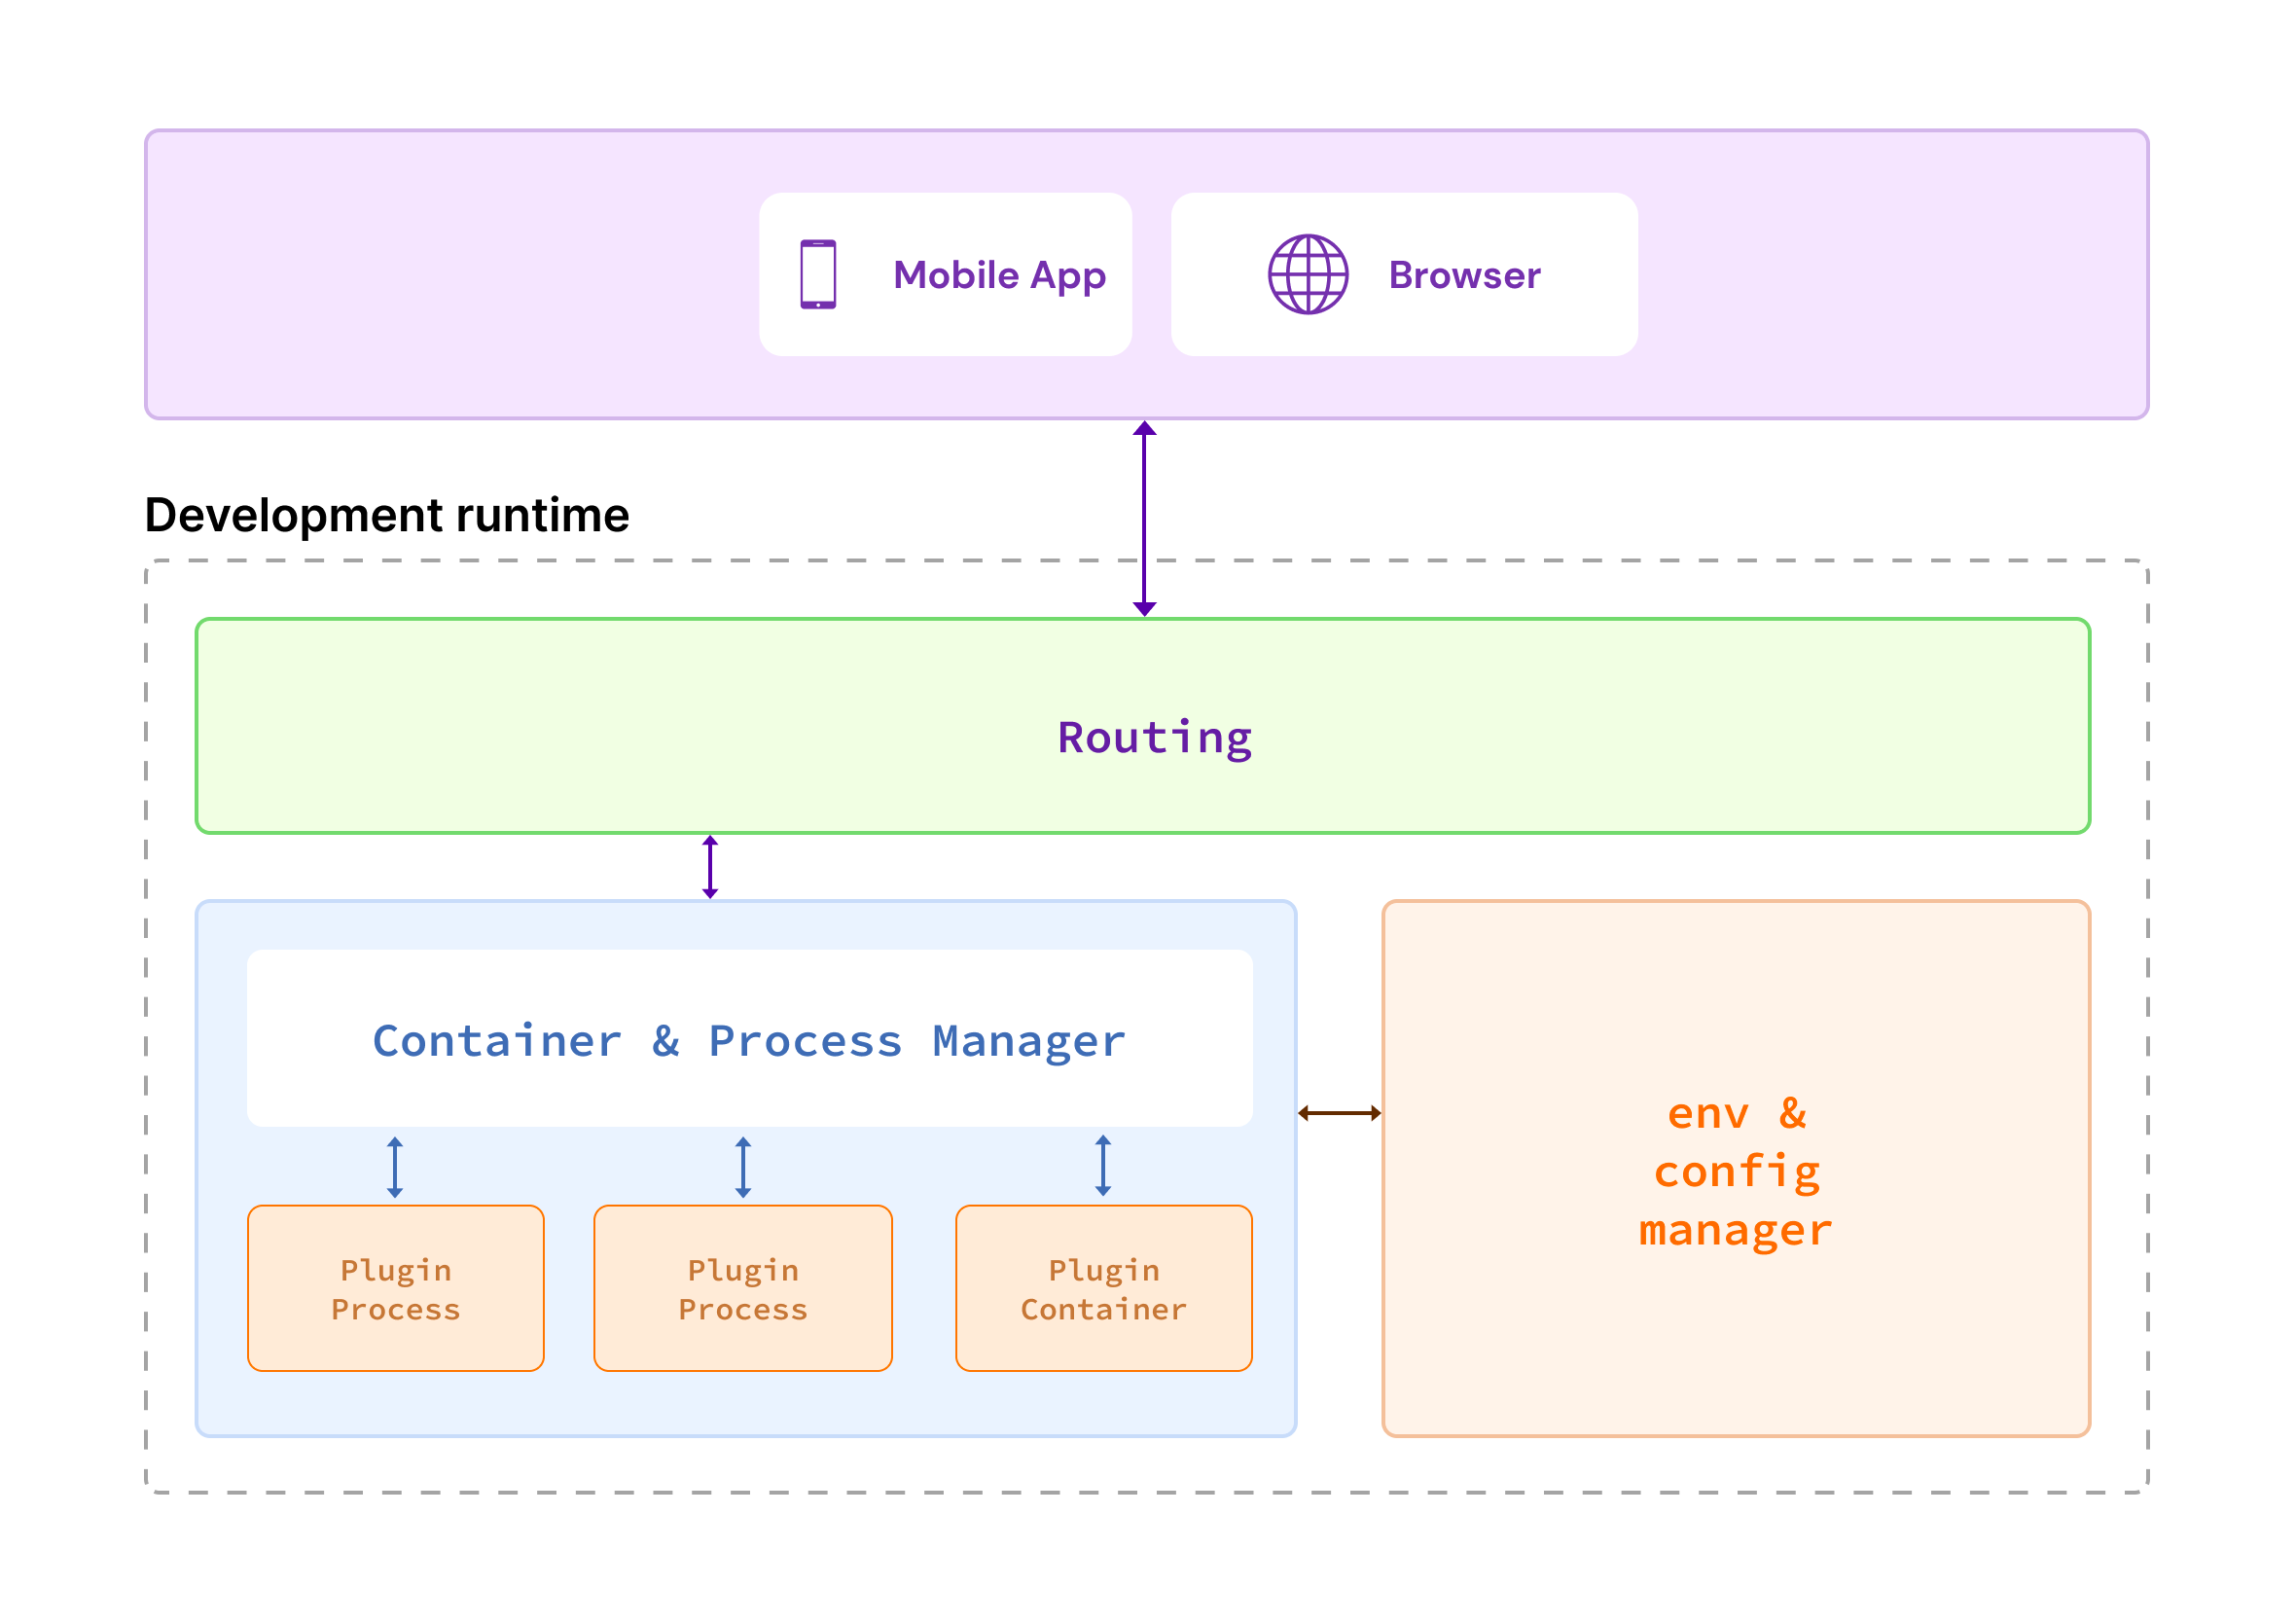 Mobile App
Browser
Development runtime
Routing
Container & Process Manager
env &
config
manager
Plugin
Process
Plugin
Process
Plugin
Container